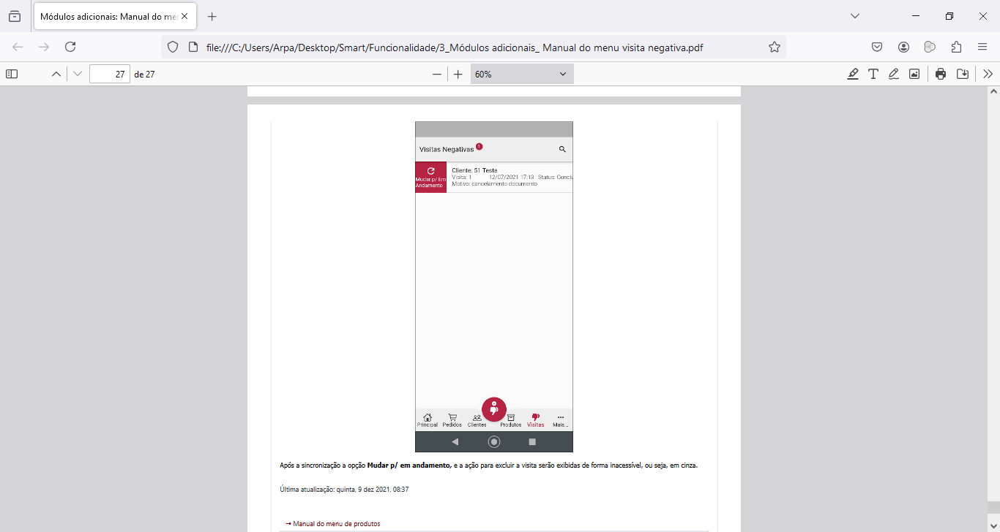 Módulos adicionais: Manual do me
file:///C:/Users/Arpa/Desktop/Smart/Funcionalidade/3_Módulos adicionais_ Manual do menu visita negativa.pdf
27 de 27
60%
Visitas Negativas 1
Mudar p/ Em
Andamento
Cliente: 51 Teste
Visita: 1 12/07/2021 17:13 Status: Conclu
Motivo: cancelamento documento
Principal Pedidos Clientes Produtos Visitas Mais...
Após a sincronização a opção Mudar p/ em andamento, e a ação para excluir a visita serão exibidas de forma inacessível, ou seja, em cinza.
Última atualização: quinta, 9 dez 2021, 08:37
→ Manual do menu de produtos